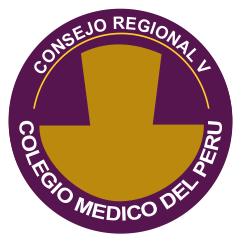 CONSEJO REGIONAL V
COLEGIO MEDICO DEL PERU